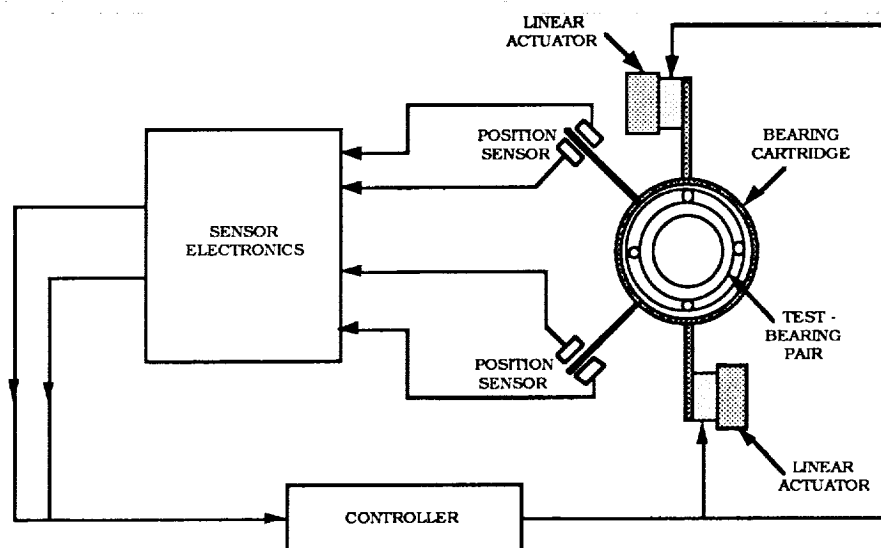 LINEAR
ACTUATOR
POSITION
SENSOR
BEARING
CARTRIDGE
SENSOR
ELECTRONICS
TEST -
BEARING
PAIR
POSITION
SENSOR
LINEAR
ACTUATOR
CONTROLLER